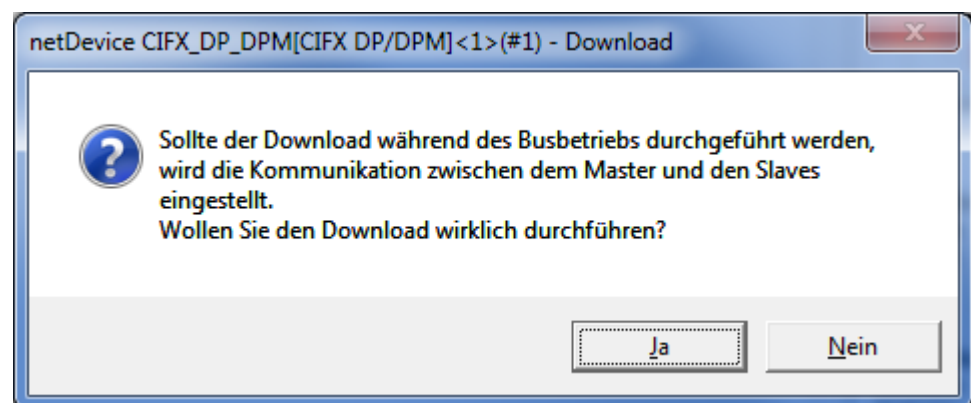 netDevice CIFX_DP_DPM[CIFX DP/DPM]<1>(#1) - Download
Sollte der Download während des Busbetriebs durchgeführt werden,
wird die Kommunikation zwischen dem Master und den Slaves
eingestellt.
Wollen Sie den Download wirklich durchführen?
Ja
Nein